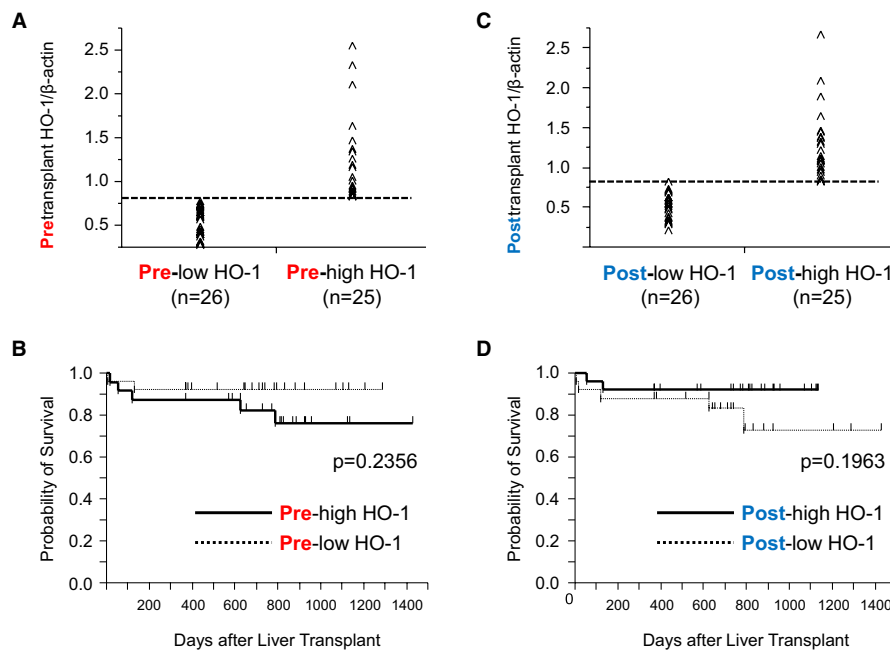 A
Pretransplant HO-1/β-actin
2.5
2.0
1.5
1.0
0.5
Pre-low HO-1
(n=26)
Pre-high HO-1
(n=25)
C
Posttransplant HO-1/β-actin
2.5
2.0
1.5
1.0
0.5
Post-low HO-1
(n=26)
Post-high HO-1
(n=25)
B
Probability of Survival
1.0
0.8
0.6
0.4
0.2
0.0
p=0.2356
Pre-high HO-1
Pre-low HO-1
200 400 600 800 1000 1200 1400
Days after Liver Transplant
D
Probability of Survival
1.0
0.8
0.6
0.4
0.2
0.0
p=0.1963
Post-high HO-1
Post-low HO-1
0 200 400 600 800 1000 1200 1400
Days after Liver Transplant